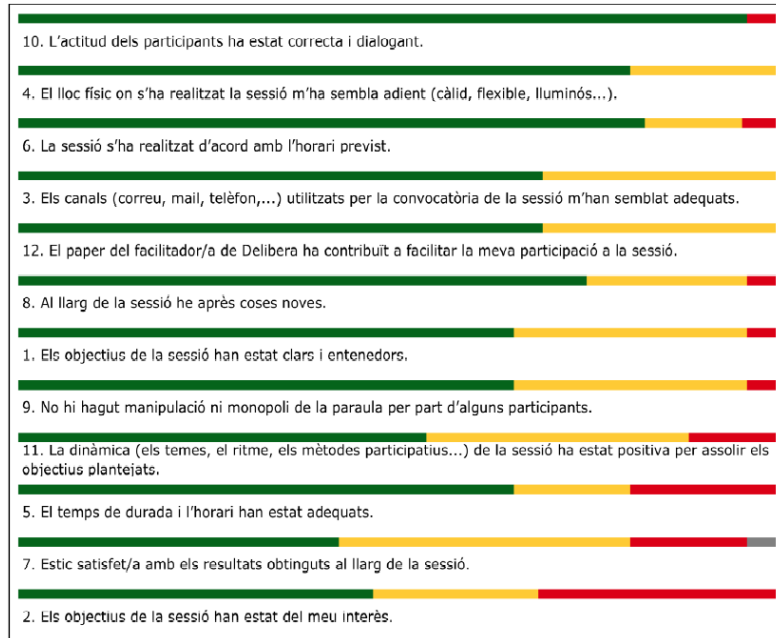 10. L'actitud dels participants ha estat correcta i dialogant.
4. El lloc físic on s'ha realitzat la sessió m'ha sembla adient (càlid, flexible, lluminós...).
6. La sessió s'ha realitzat d'acord amb l'horari previst.
3. Els canals (correu, mail, telèfon,...) utilitzats per la convocatòria de la sessió m'han semblat adequats.
12. El paper del facilitador/a de Delibera ha contribuït a facilitar la meva participació a la sessió.
8. Al llarg de la sessió he après coses noves.
1. Els objectius de la sessió han estat clars i entenedors.
9. No hi hagut manipulació ni monopoli de la paraula per part d'alguns participants.
11. La dinàmica (els temes, el ritme, els mètodes participatius...) de la sessió ha estat positiva per assolir els
objectius plantejats.
5. El temps de durada i l'horari han estat adequats.
7. Estic satisfet/a amb els resultats obtinguts al llarg de la sessió.
2. Els objectius de la sessió han estat del meu interès.